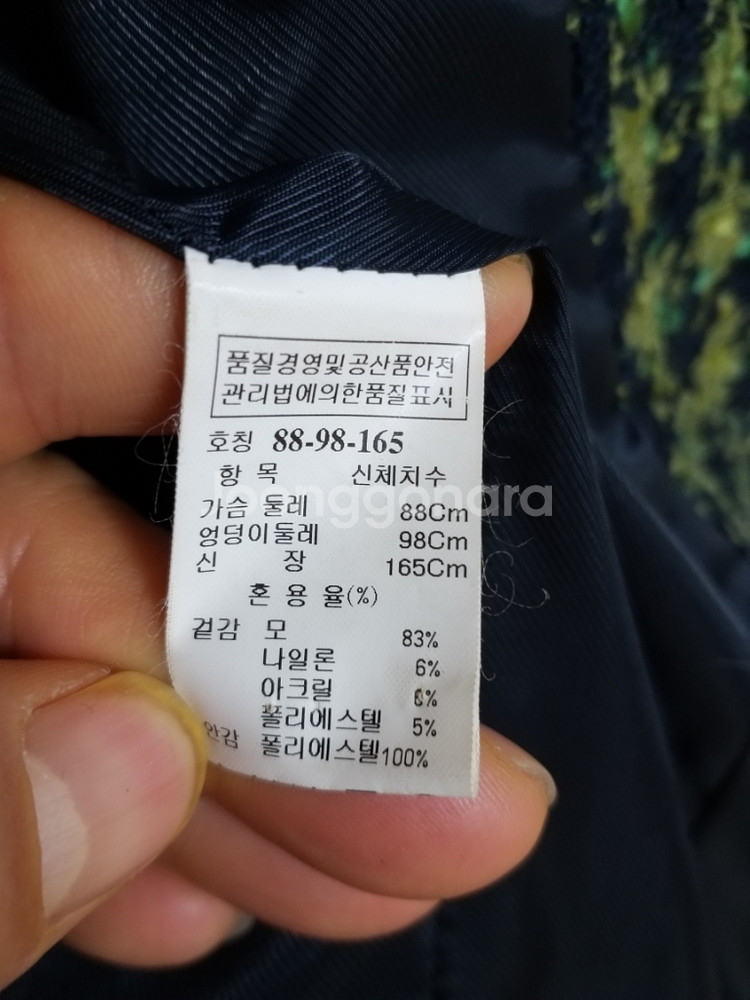 품질경영및공산품안전
관리법에의한품질표시
호칭 88-98-165
항 목 신체치수
가슴 둘레 88Cm
엉덩이둘레 98Cm
신 장 165Cm
혼 용 율(%)
겉감 모 83%
나일론 6%
아크릴 6%
폴리에스텔 5%
안감 폴리에스텔100%
joonggonara